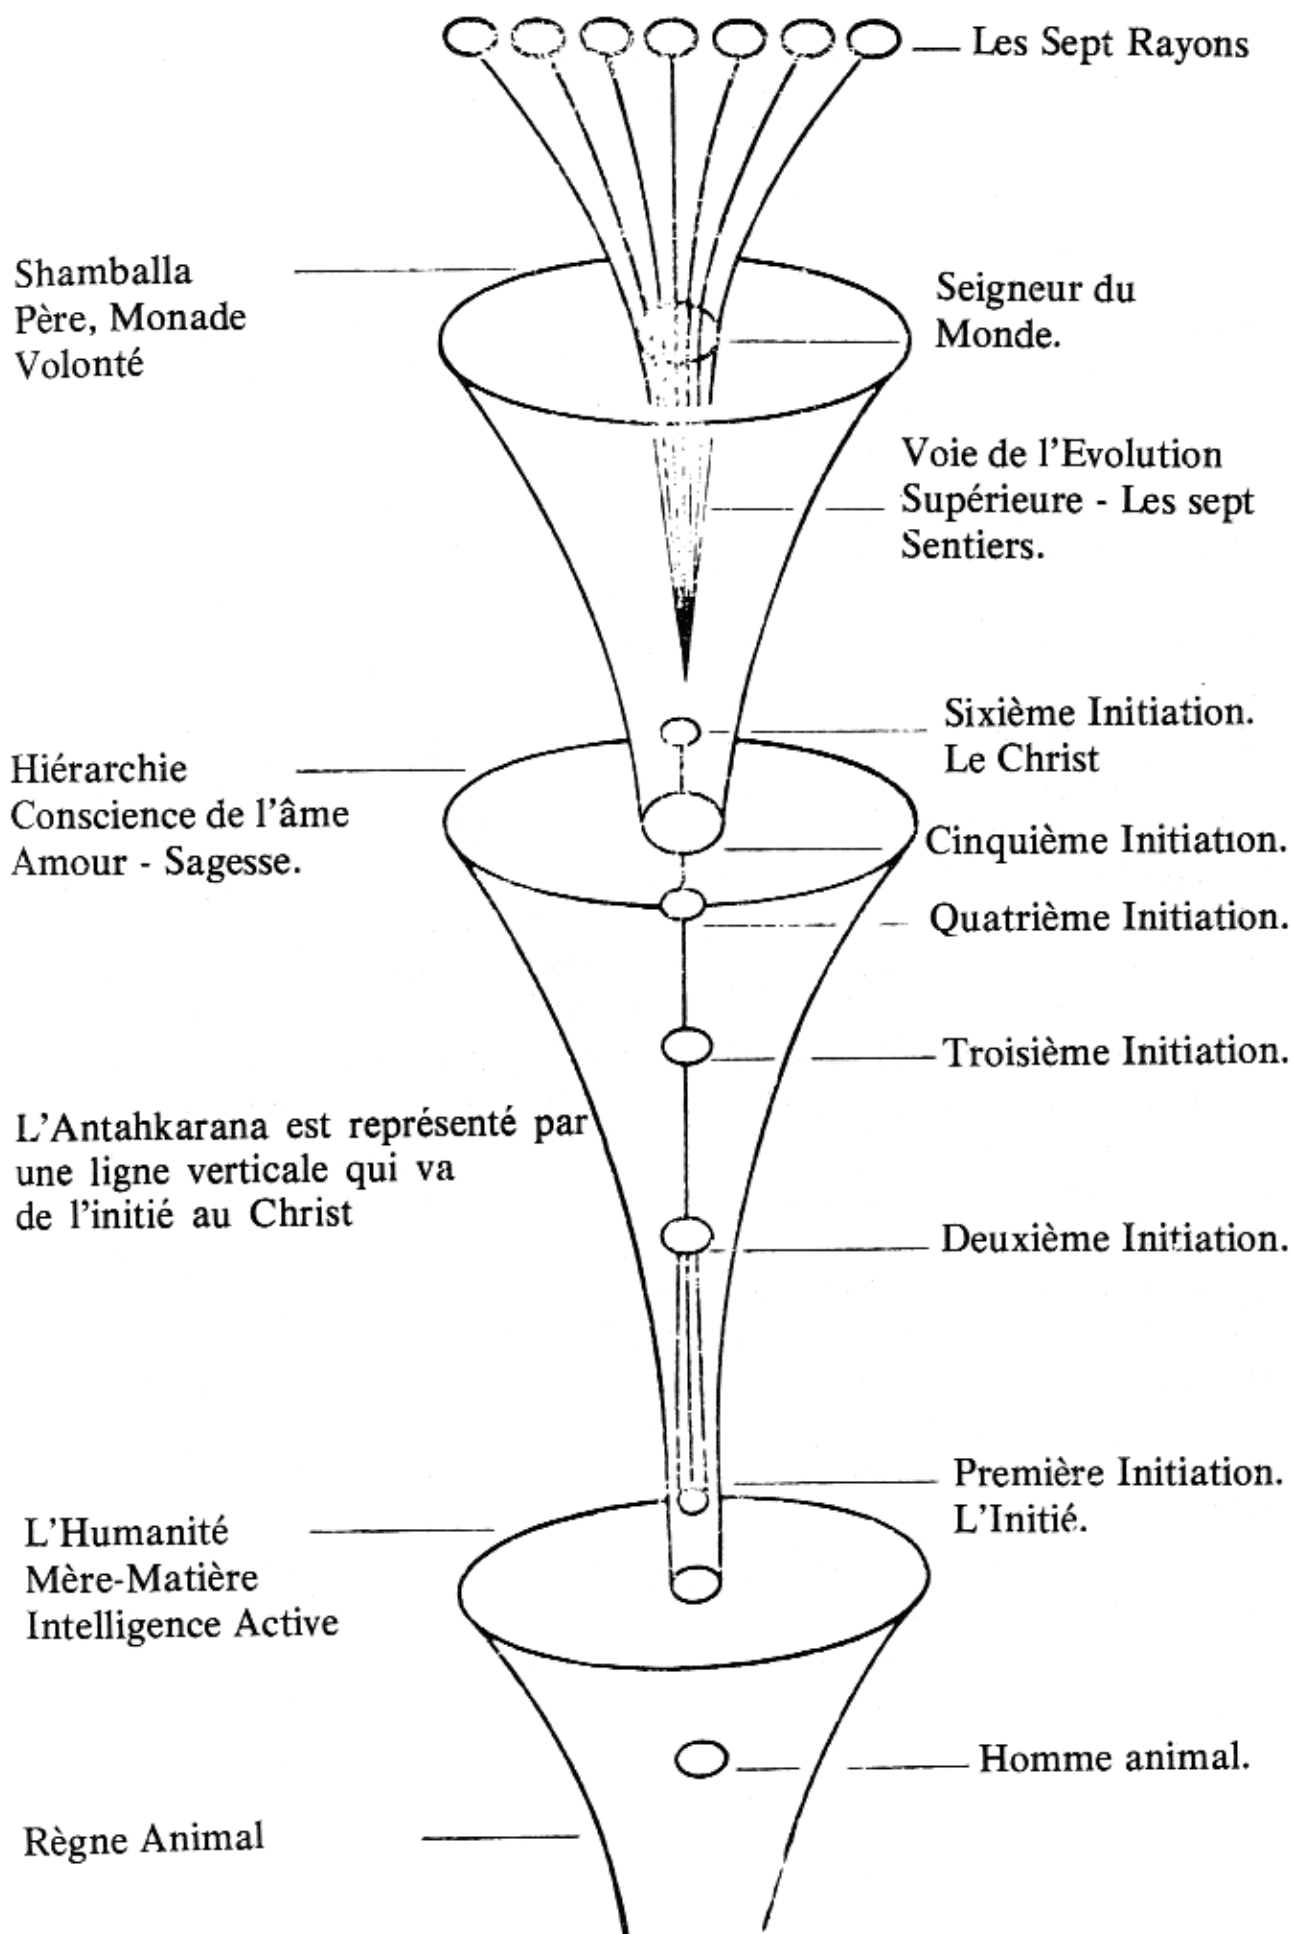 Les Sept Rayons
Shamballa
Père, Monade
Volonté
Seigneur du
Monde.
Voie de l'Evolution
Supérieure - Les sept
Sentiers.
Sixième Initiation.
Le Christ
Hiérarchie
Conscience de l'âme
Amour - Sagesse.
Cinquième Initiation.
Quatrième Initiation.
Troisième Initiation.
L'Antahkarana est représenté par
une ligne verticale qui va
de l'initié au Christ
Deuxième Initiation.
Première Initiation.
L'Initié.
L'Humanité
Mère-Matière
Intelligence Active
Homme animal.
Règne Animal